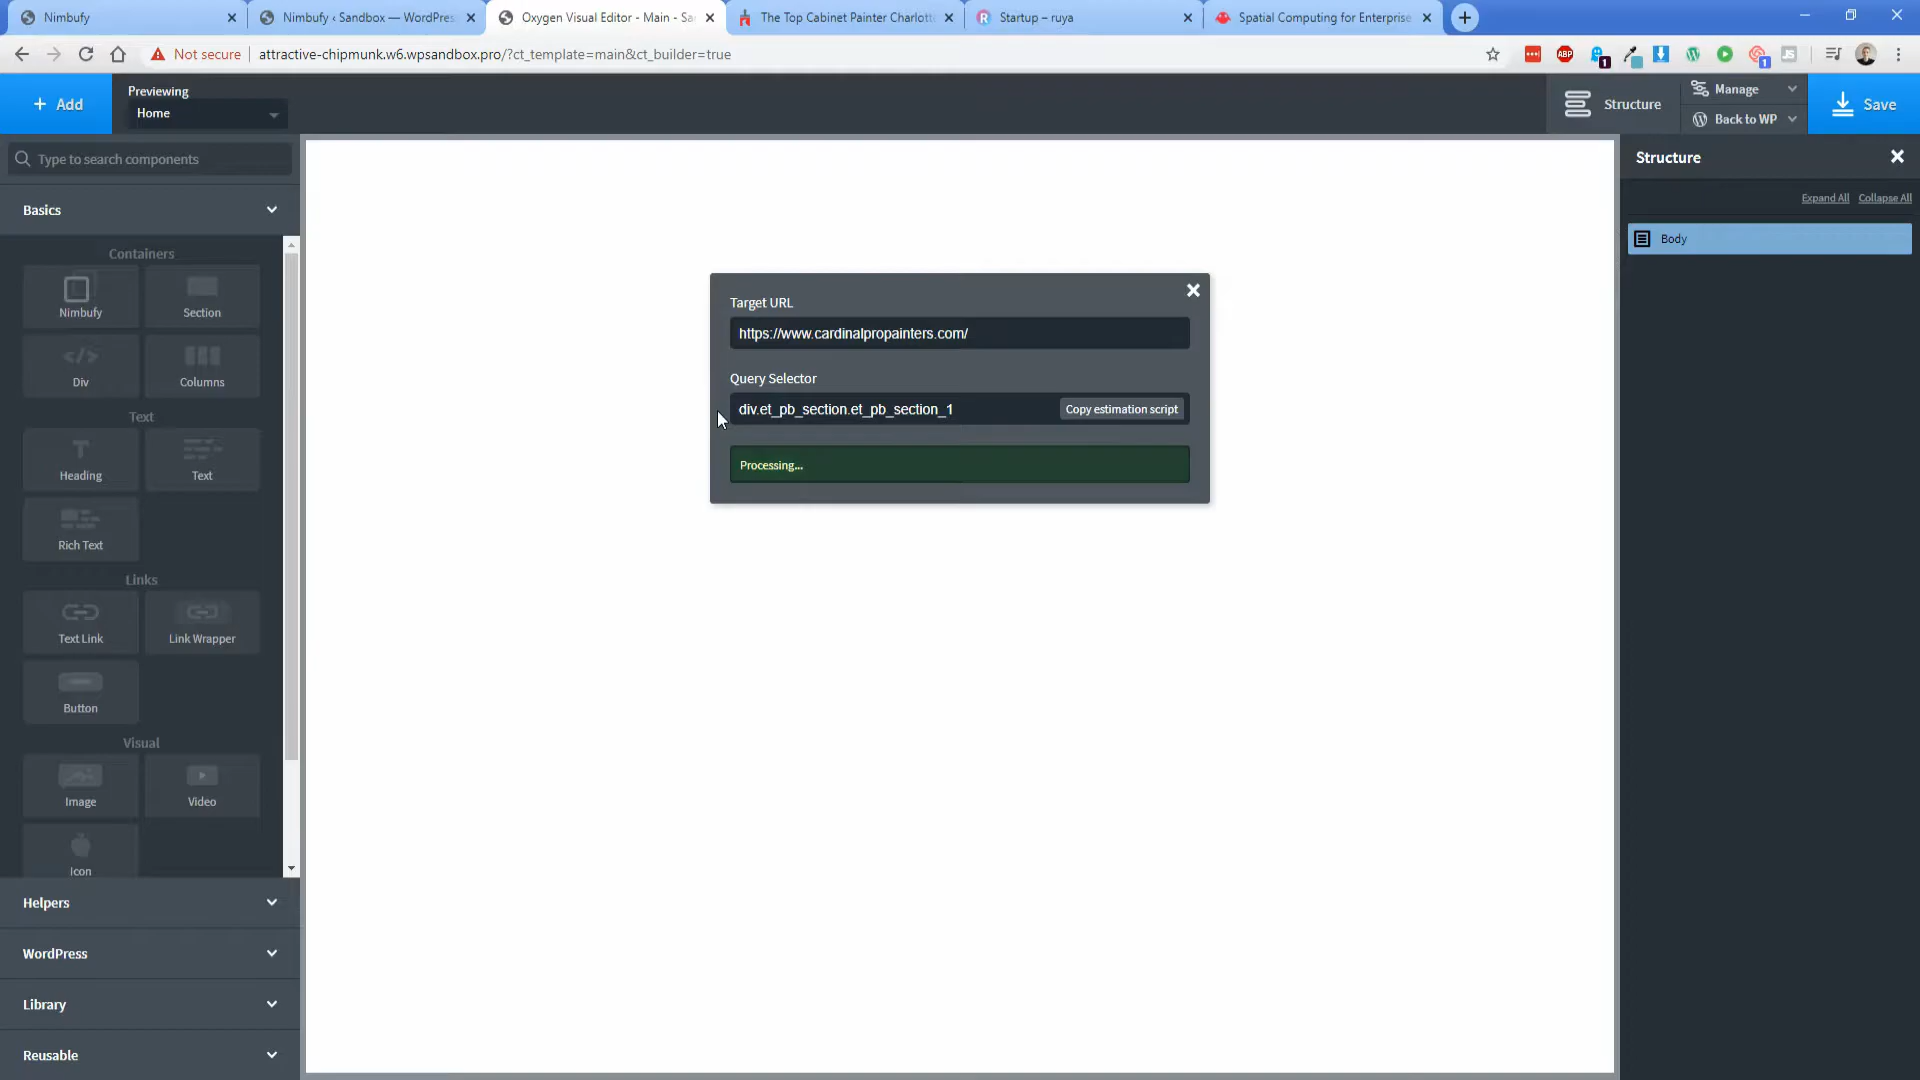 Nimbufy
Nimbufy ‹ Sandbox — WordPres
Oxygen Visual Editor - Main - Sa
The Top Cabinet Painter Charlott
Startup – ruya
Spatial Computing for Enterprise
Not secure
attractive-chipmunk.w6.wpsandbox.pro/?ct_template=main&ct_builder=true
ABP
1
1
JS
+ Add
Previewing
Home
Structure
Manage
Back to WP
Save
Type to search components
Basics
Containers
Nimbufy
Section
Div
Columns
Text
Heading
Text
Rich Text
Links
Text Link
Link Wrapper
Button
Visual
Image
Video
Icon
Helpers
WordPress
Library
Reusable
Target URL
https://www.cardinalpropainters.com/
Query Selector
div.et_pb_section.et_pb_section_1
Copy estimation script
Processing...
Structure
Expand All
Collapse All
Body